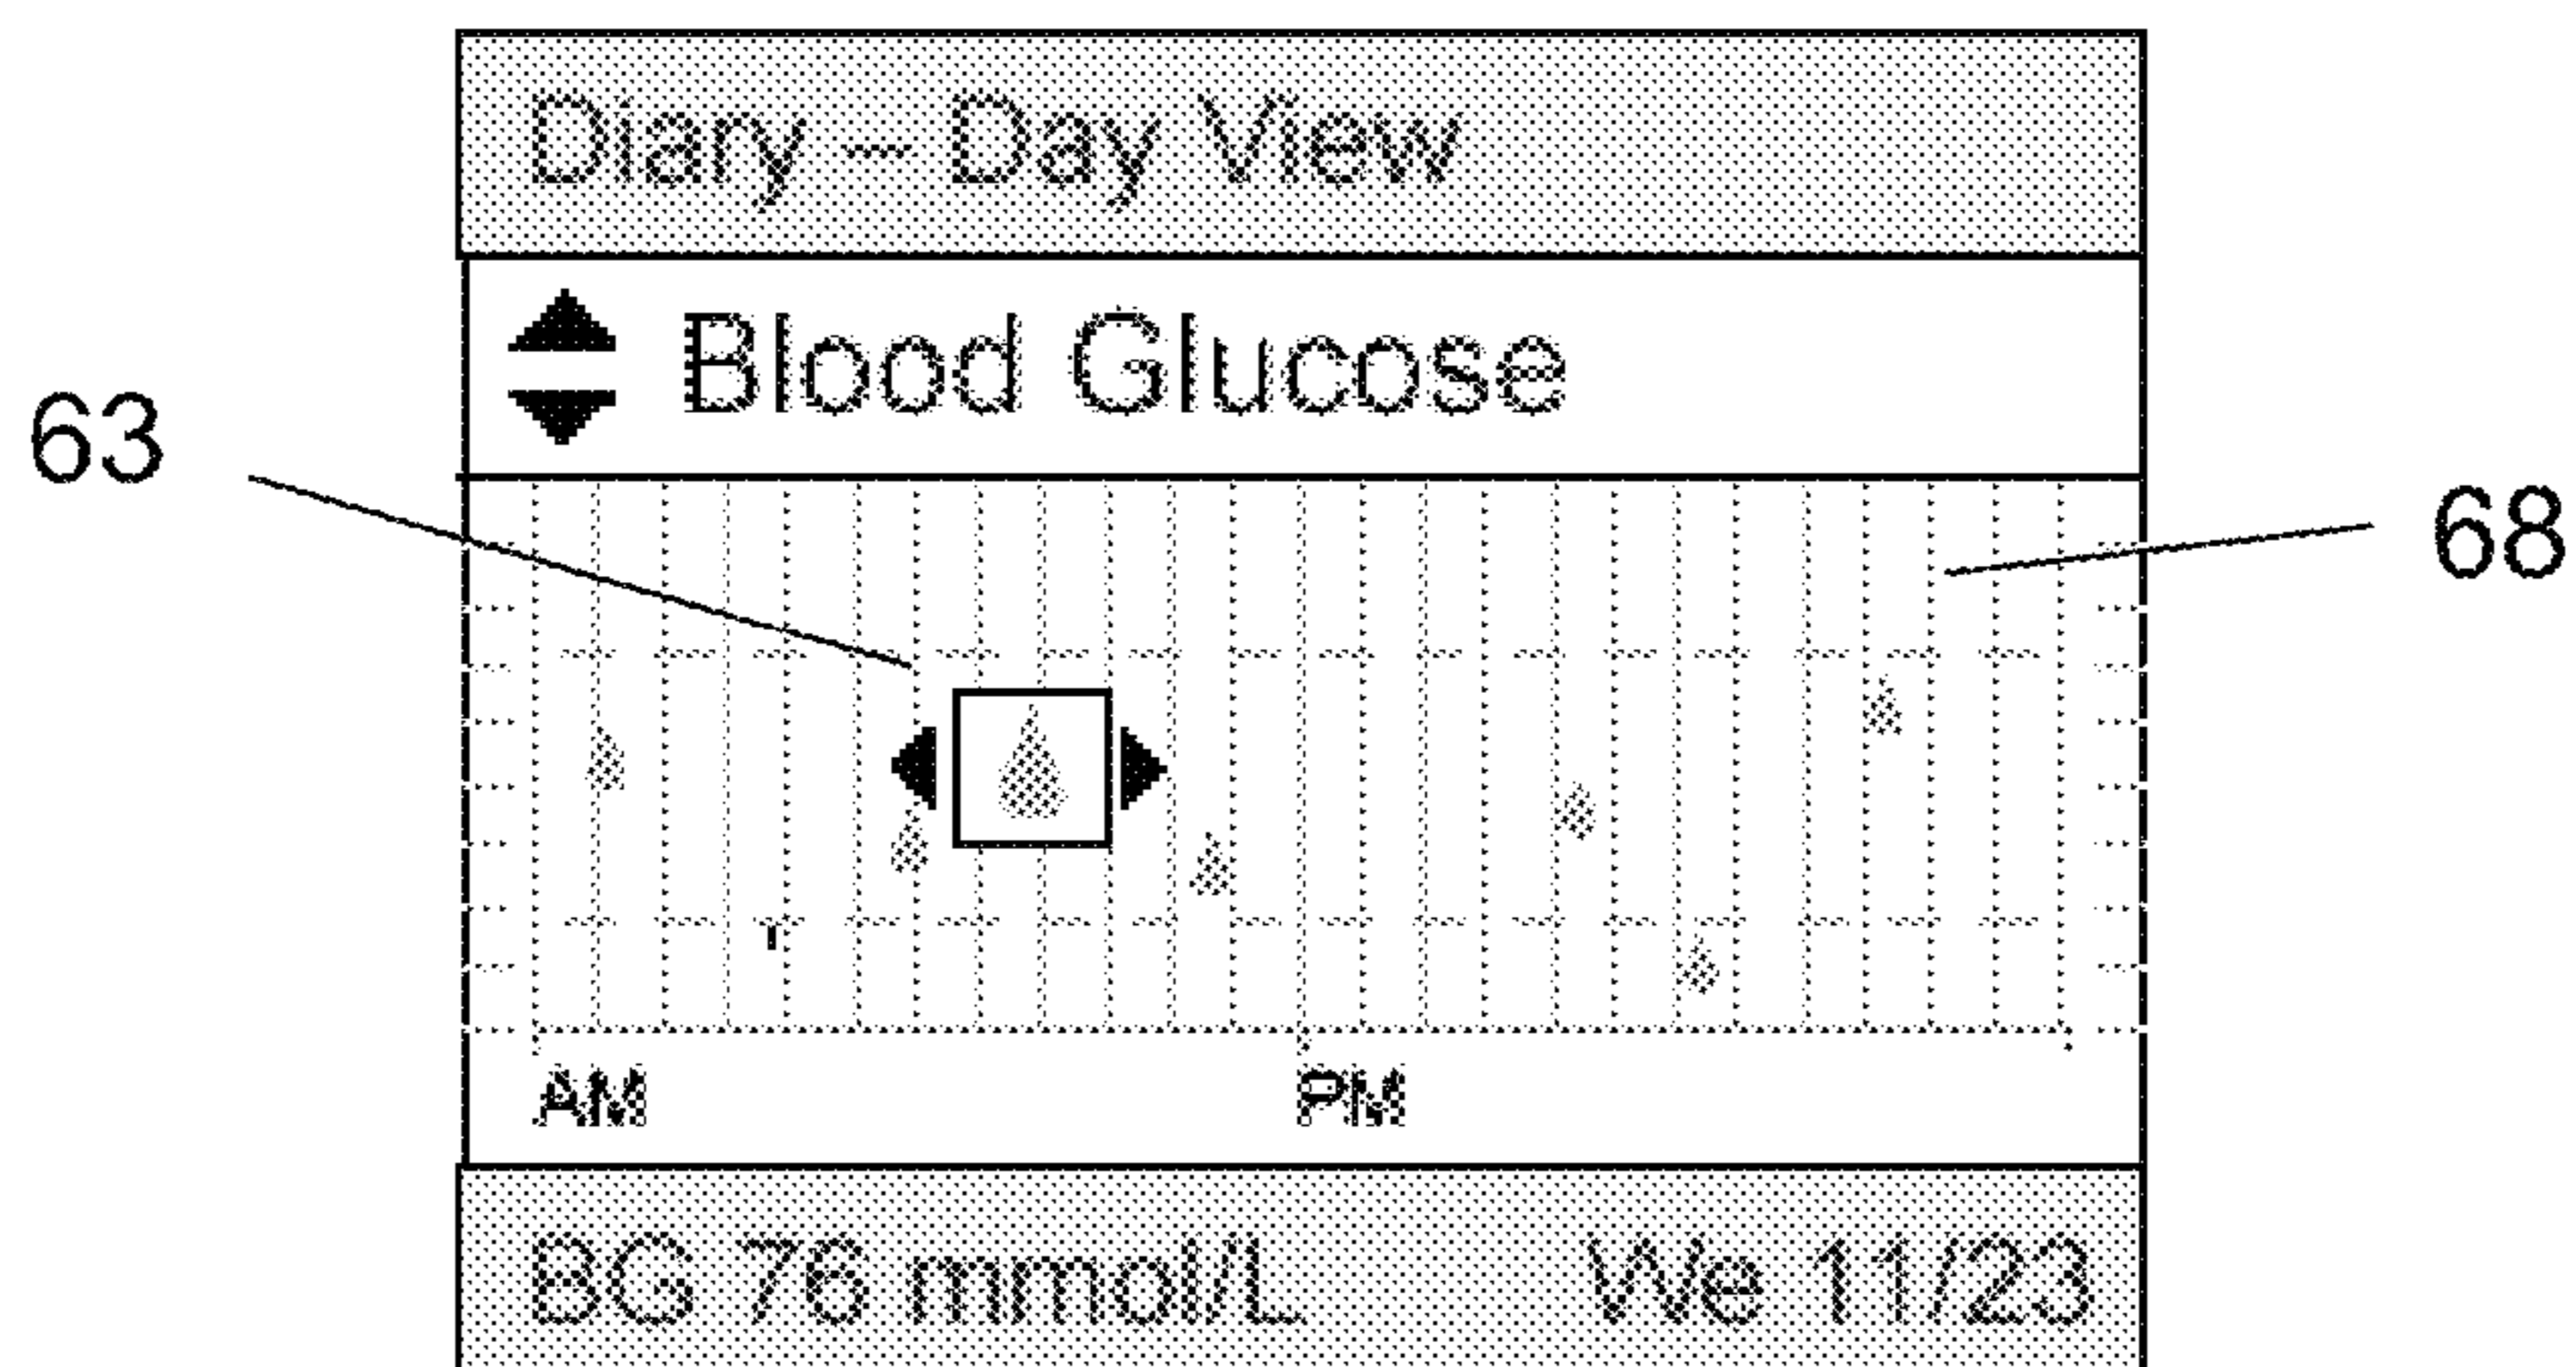 Diary – Day View
Blood Glucose
63
68
AM PM
BG 76 mmol/L We 11/23